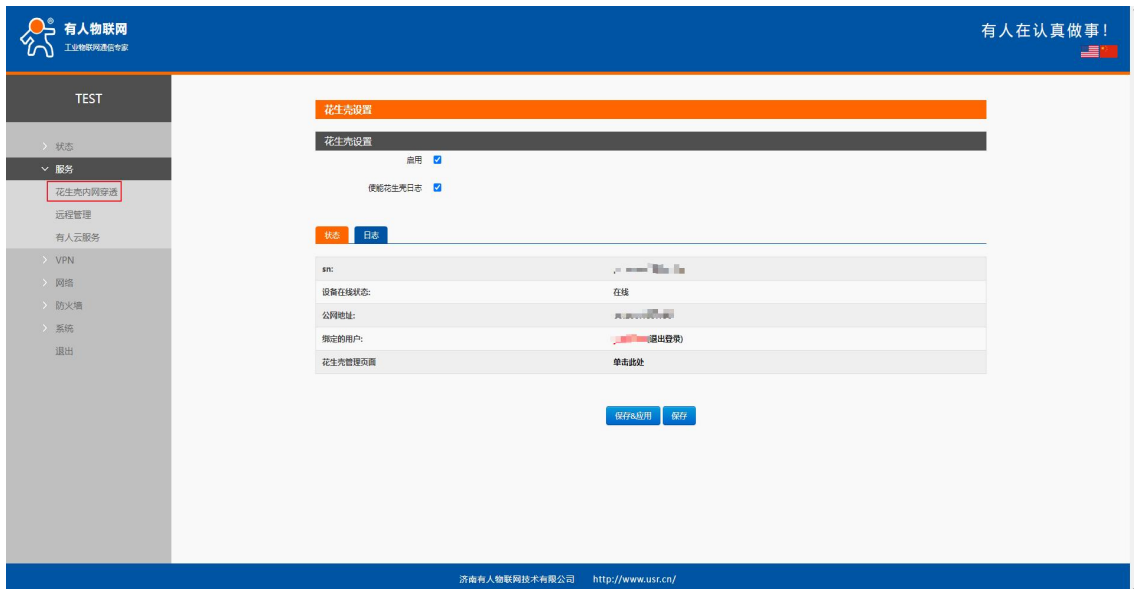 有人物联网
工业物联网通信专家
有人在认真做事!
TEST
状态
服务
花生壳内网穿透
远程管理
有人云服务
VPN
网络
防火墙
系统
退出
花生壳设置
花生壳设置
启用
使能花生壳日志
状态 日志
sn:
设备在线状态: 在线
公网地址:
绑定的用户: (退出登录)
花生壳管理页面 单击此处
保存&应用 保存
济南有人物联网技术有限公司 http://www.usr.cn/